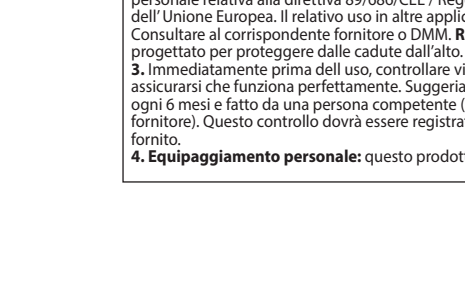 personale relativa alla direttiva 89/686/CEE / Reg
dell'Unione Europea. Il relativo uso in altre applic
Consultare al corrispondente fornitore o DMM. R
progettato per proteggere dalle cadute dall'alto.
3. Immediatamente prima dell uso, controllare vi
assicurarsi che funziona perfettamente. Suggeria
ogni 6 mesi e fatto da una persona competente (
fornitore). Questo controllo dovrà essere registra
fornito.
4. Equipaggiamento personale: questo prodot